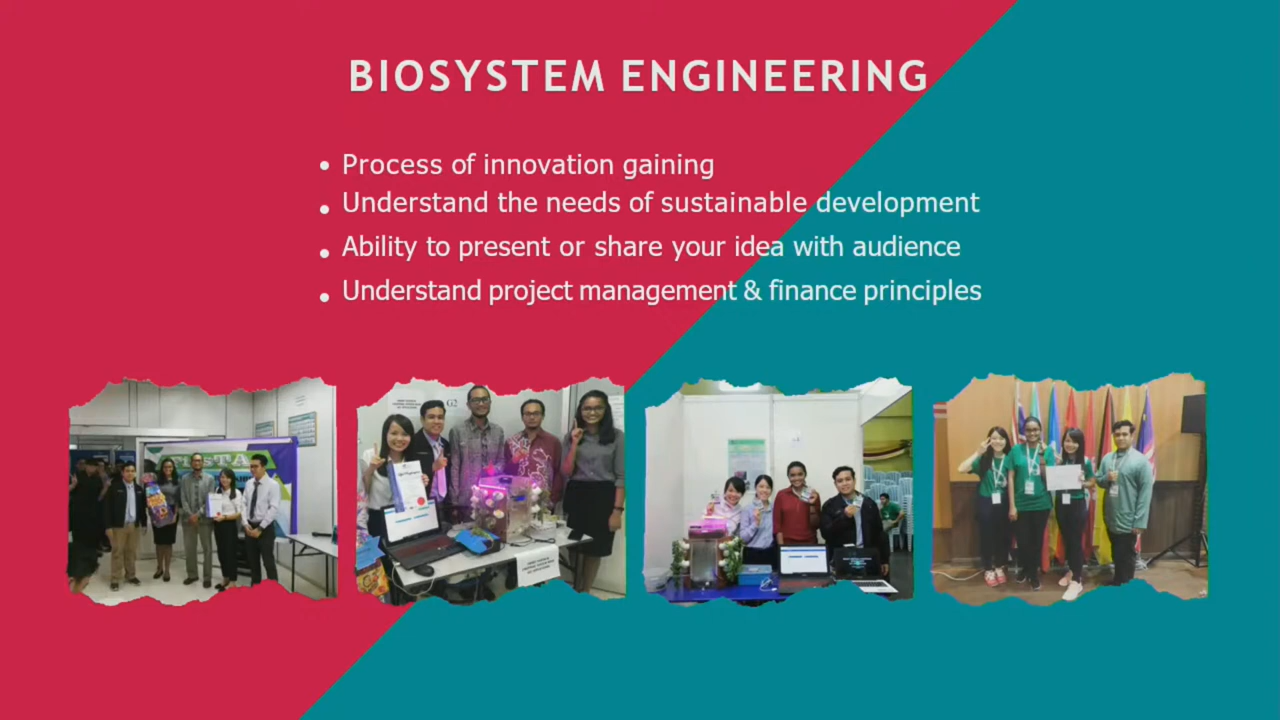 BIOSYSTEM ENGINEERING
Process of innovation gaining
Understand the needs of sustainable development
Ability to present or share your idea with audience
Understand project management & finance principles
G2